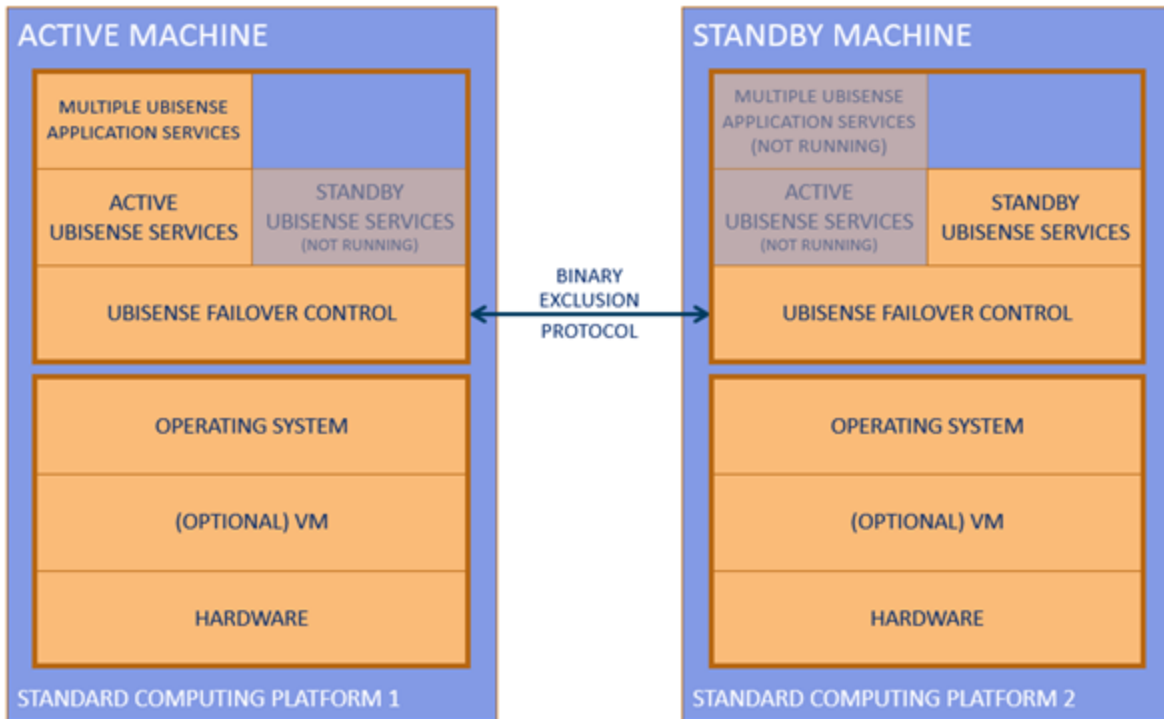 ACTIVE MACHINE
MULTIPLE UBISENSE
APPLICATION SERVICES
ACTIVE
UBISENSE SERVICES
STANDBY
UBISENSE SERVICES
(NOT RUNNING)
UBISENSE FAILOVER CONTROL
OPERATING SYSTEM
(OPTIONAL) VM
HARDWARE
STANDARD COMPUTING PLATFORM 1
BINARY
EXCLUSION
PROTOCOL
STANDBY MACHINE
MULTIPLE UBISENSE
APPLICATION SERVICES
(NOT RUNNING)
ACTIVE
UBISENSE SERVICES
(NOT RUNNING)
STANDBY
UBISENSE SERVICES
UBISENSE FAILOVER CONTROL
OPERATING SYSTEM
(OPTIONAL) VM
HARDWARE
STANDARD COMPUTING PLATFORM 2